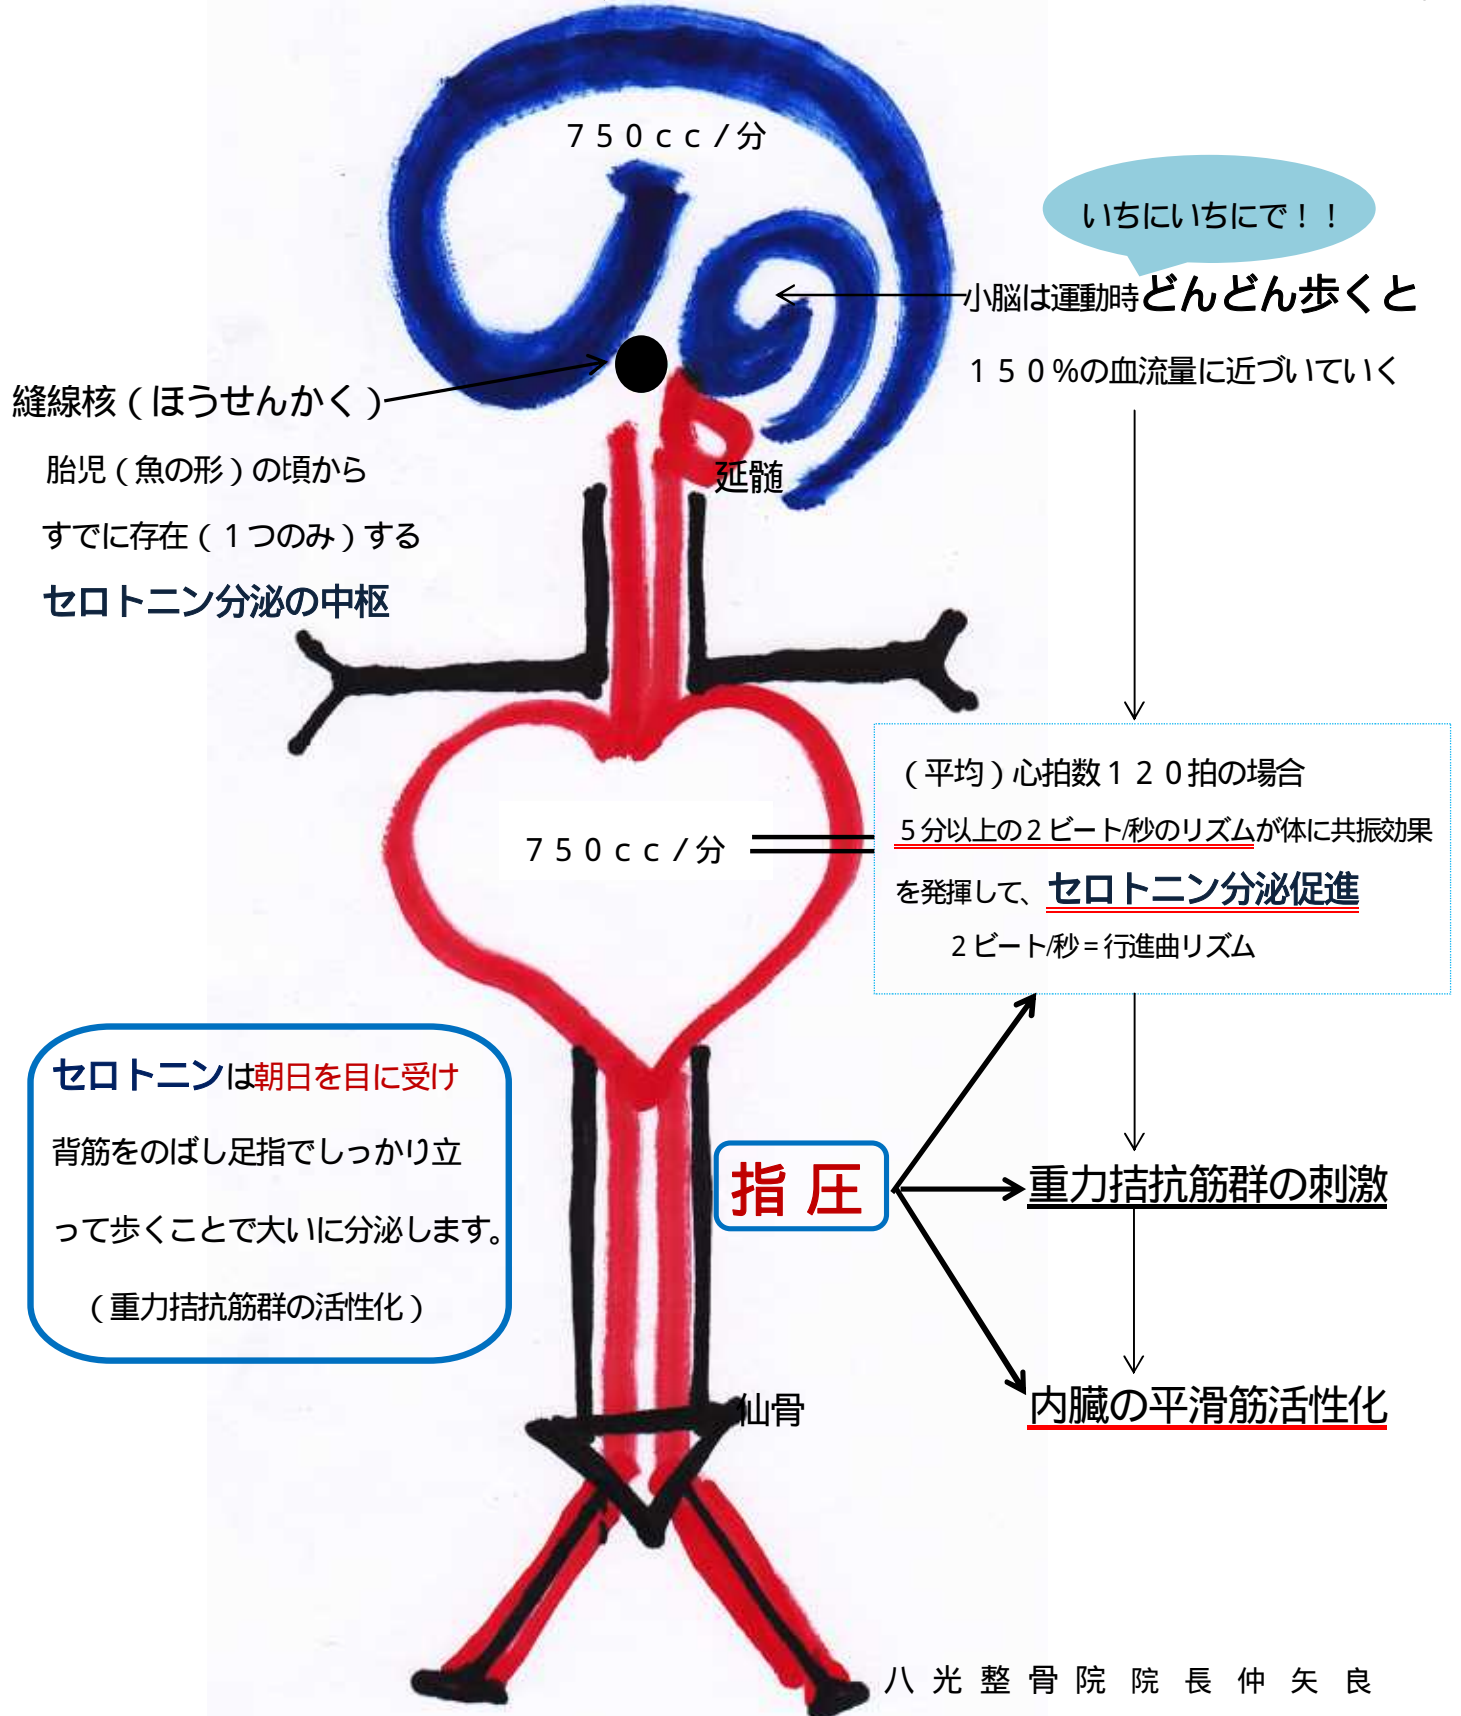 750cc/分
いちにいちにで!!
小脳は運動時どんどん歩くと
150%の血流量に近づいていく
縫線核(ほうせんかく)
胎児(魚の形)の頃から
すでに存在(1つのみ)する
セロトニン分泌の中枢
延髄
(平均)心拍数120拍の場合
5分以上の2ビート/秒のリズムが体に共振効果
を発揮して、セロトニン分泌促進
2ビート/秒=行進曲リズム
750cc/分
セロトニンは朝日を目に受け
背筋をのばし足指でしっかり立
って歩くことで大いに分泌します。
(重力拮抗筋群の活性化)
指圧
重力拮抗筋群の刺激
内臓の平滑筋活性化
仙骨
八光整骨院 院長 仲矢良